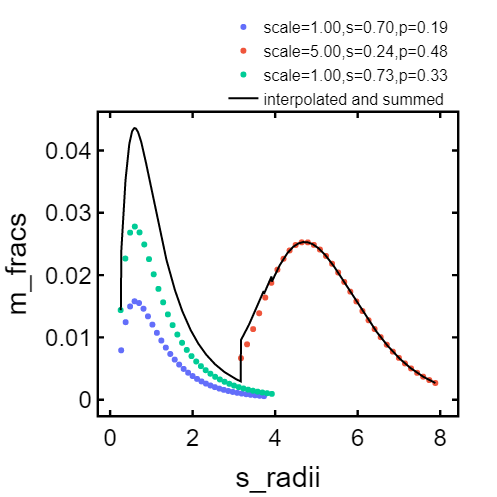 scale=1.00,s=0.70,p=0.19
scale=5.00,s=0.24,p=0.48
scale=1.00,s=0.73,p=0.33
interpolated and summed
0.04
0.03
0.02
0.01
0
m_fracs
0 2 4 6 8
s_radii